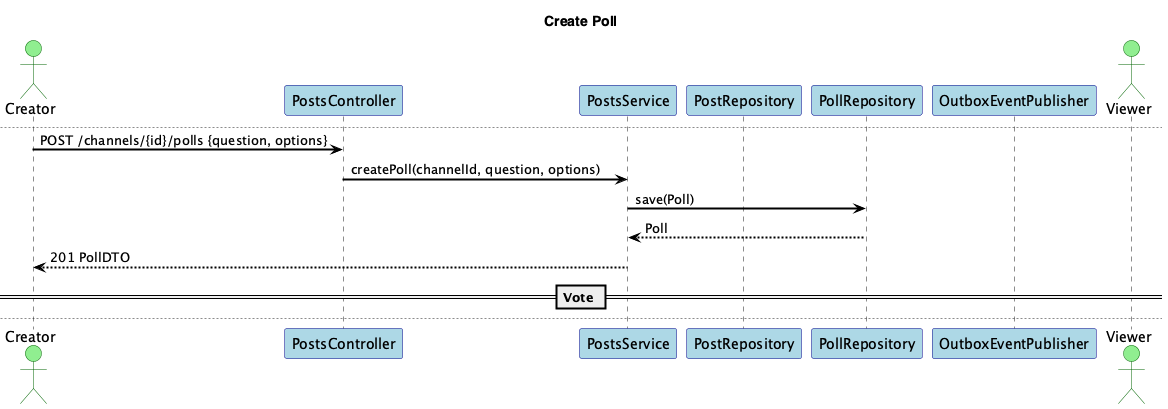 Create Poll
Creator
PostsController
PostsService
PostRepository
PollRepository
OutboxEventPublisher
Viewer
POST /channels/{id}/polls {question, options}
createPoll(channelId, question, options)
save(Poll)
Poll
201 PollDTO
Vote
Creator
PostsController
PostsService
PostRepository
PollRepository
OutboxEventPublisher
Viewer